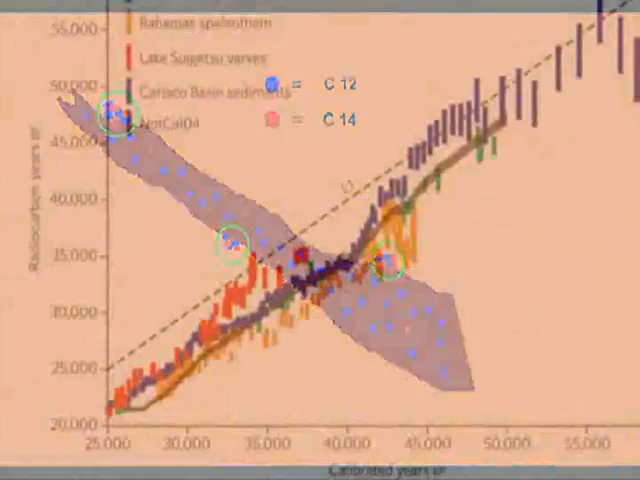 55,000
Bahamas speleothem
Lake Suigetsu varves
50,000
Cariaco Basin sediments
= C 12
IntCal04
= C 14
45,000
Radiocarbon years BP
40,000
1:1
35,000
30,000
25,000
20,000
25,000 30,000 35,000 40,000 45,000 50,000 55,000
Calibrated years BP